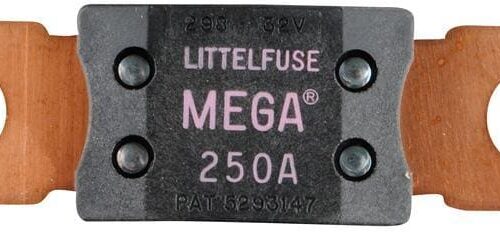 298 32V
LITTELFUSE
MEGA®
250A
PAT 5293147